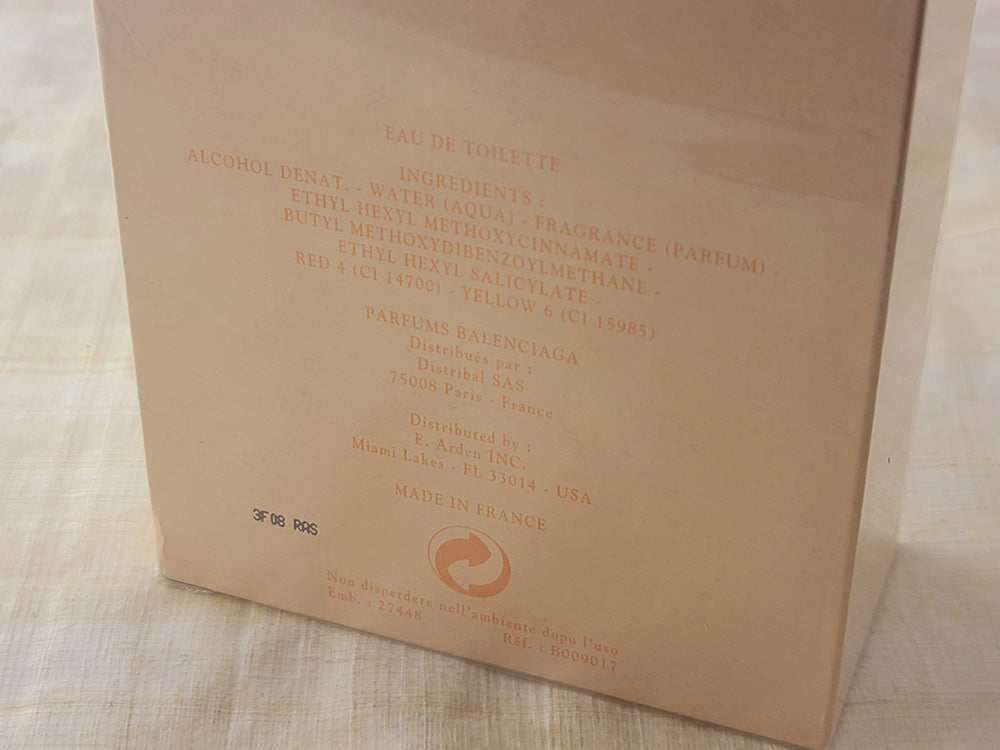 EAU DE TOILETTE
INGREDIENTS :
ALCOHOL DENAT. - WATER (AQUA) - FRAGRANCE (PARFUM) -
ETHYL HEXYL METHOXYCINNAMATE -
BUTYL METHOXYDIBENZOYLMETHANE -
ETHYL HEXYL SALICYLATE -
RED 4 (CI 14700) - YELLOW 6 (CI 15985)
PARFUMS BALENCIAGA
Distribués par :
Distribal SAS
75008 Paris - France
Distributed by :
E. Arden INC.
Miami Lakes - FL 33014 - USA
MADE IN FRANCE
3F08 RAS
Non disperdere nell'ambiente dopo l'uso
Emb. : 27448
Réf. : B009017